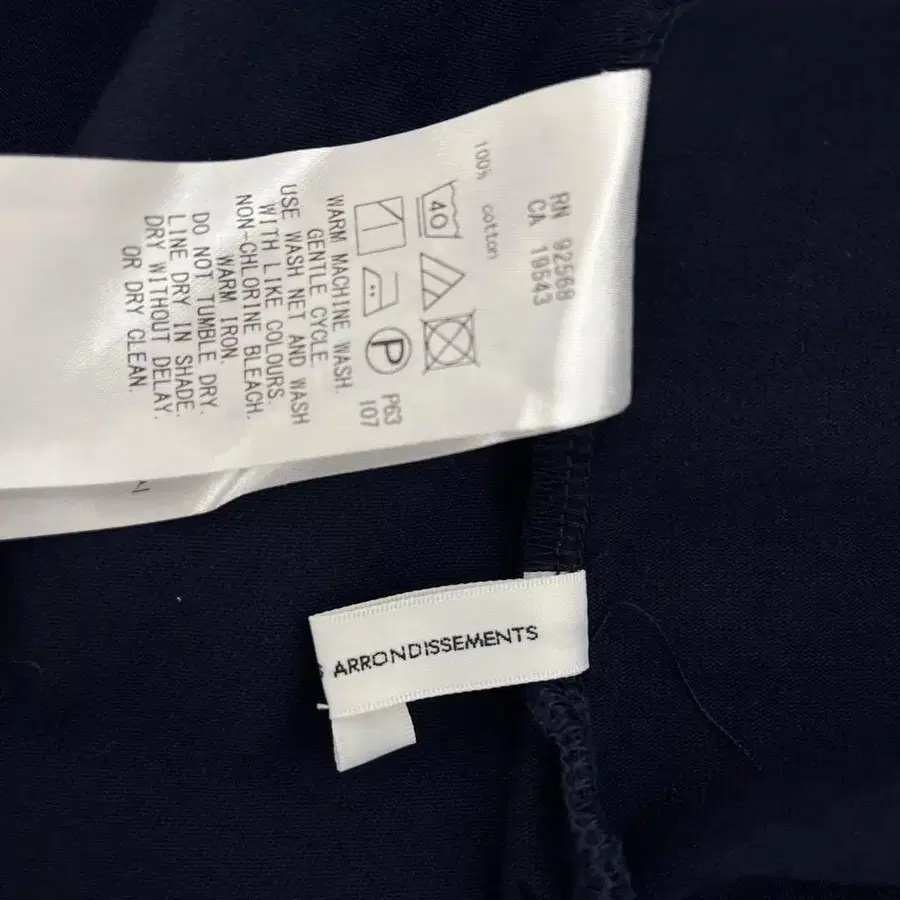 RN 92568
CA 19543
100% cotton
40
P
P63
107
WARM MACHINE WASH.
GENTLE CYCLE.
USE WASH NET AND WASH
WITH LIKE COLOURS.
NON-CHLORINE BLEACH.
WARM IRON.
DO NOT TUMBLE DRY.
LINE DRY IN SHADE.
DRY WITHOUT DELAY.
OR DRY CLEAN.
ARRONDISSEMENTS